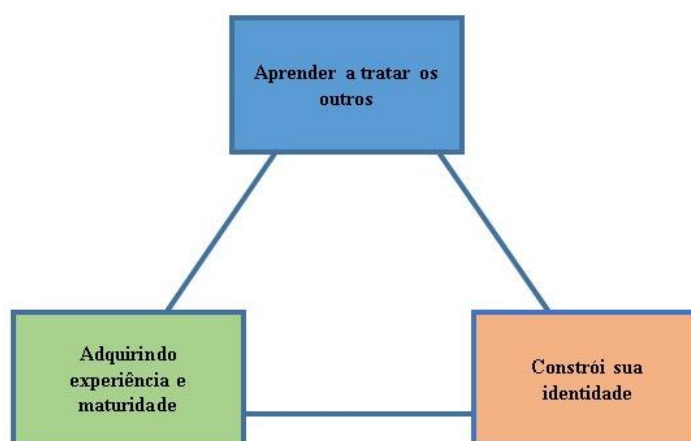 Aprender a tratar os
outros
Adquirindo
experiência e
maturidade
Constrói sua
identidade